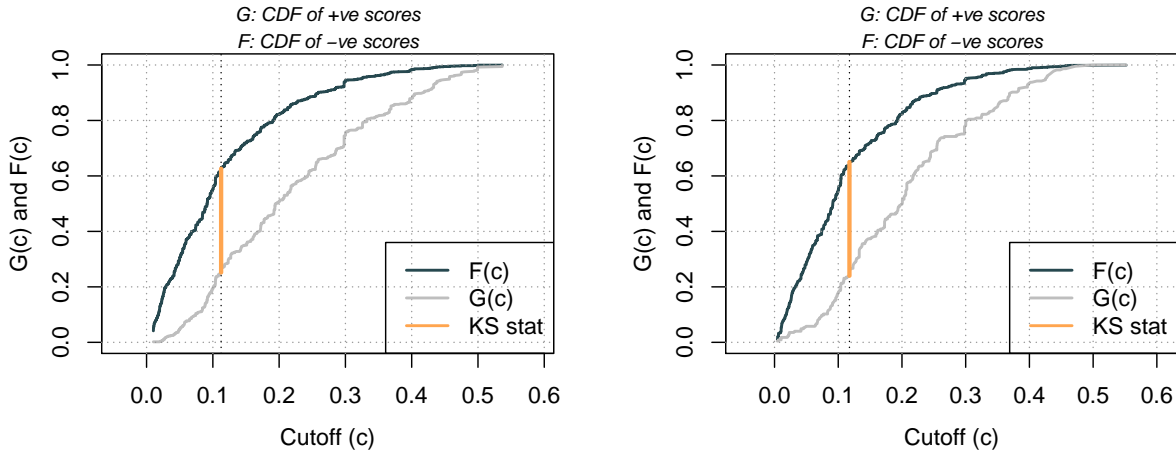 G: CDF of +ve scores
F: CDF of −ve scores
G(c) and F(c)
1.0
0.8
0.6
0.4
0.2
0.0
F(c)
G(c)
KS stat
0.0 0.1 0.2 0.3 0.4 0.5 0.6
Cutoff (c)
G: CDF of +ve scores
F: CDF of −ve scores
G(c) and F(c)
1.0
0.8
0.6
0.4
0.2
0.0
F(c)
G(c)
KS stat
0.0 0.1 0.2 0.3 0.4 0.5 0.6
Cutoff (c)